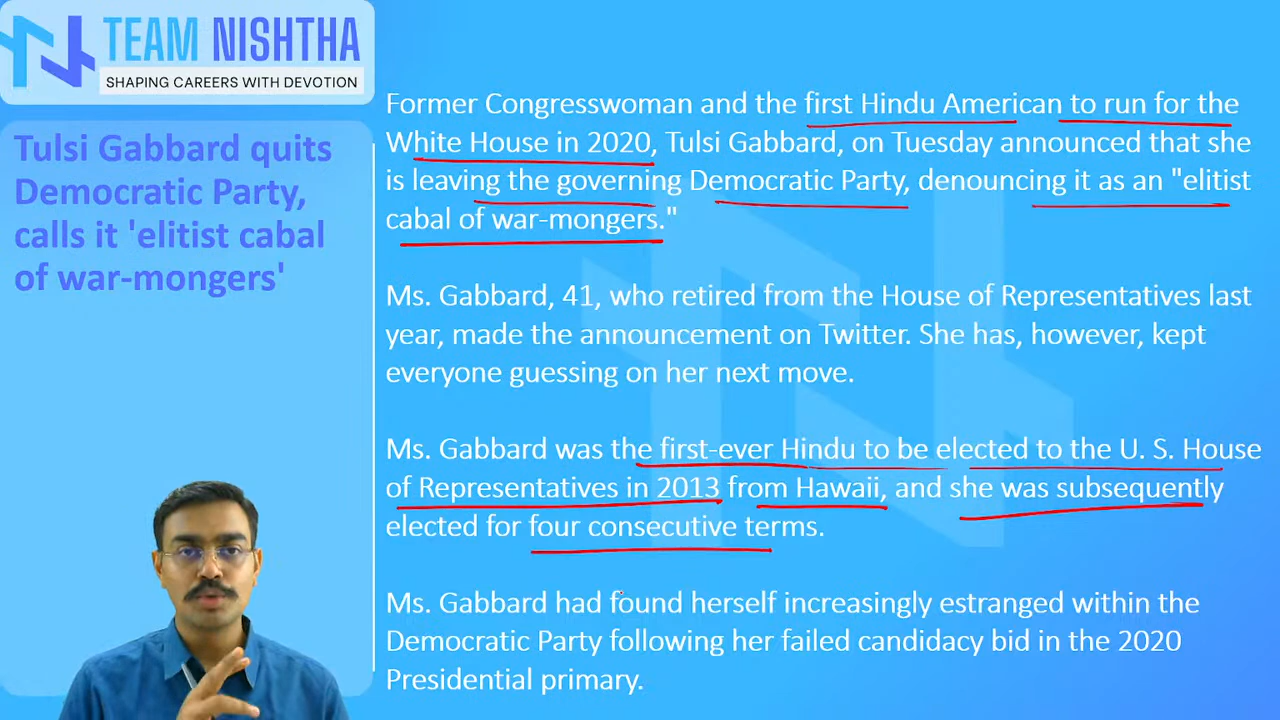 TEAM NISHTHA
SHAPING CAREERS WITH DEVOTION
Tulsi Gabbard quits
Democratic Party,
calls it 'elitist cabal
of war-mongers'
Former Congresswoman and the first Hindu American to run for the
White House in 2020, Tulsi Gabbard, on Tuesday announced that she
is leaving the governing Democratic Party, denouncing it as an "elitist
cabal of war-mongers."
Ms. Gabbard, 41, who retired from the House of Representatives last
year, made the announcement on Twitter. She has, however, kept
everyone guessing on her next move.
Ms. Gabbard was the first-ever Hindu to be elected to the U. S. House
of Representatives in 2013 from Hawaii, and she was subsequently
elected for four consecutive terms.
Ms. Gabbard had found herself increasingly estranged within the
Democratic Party following her failed candidacy bid in the 2020
Presidential primary.